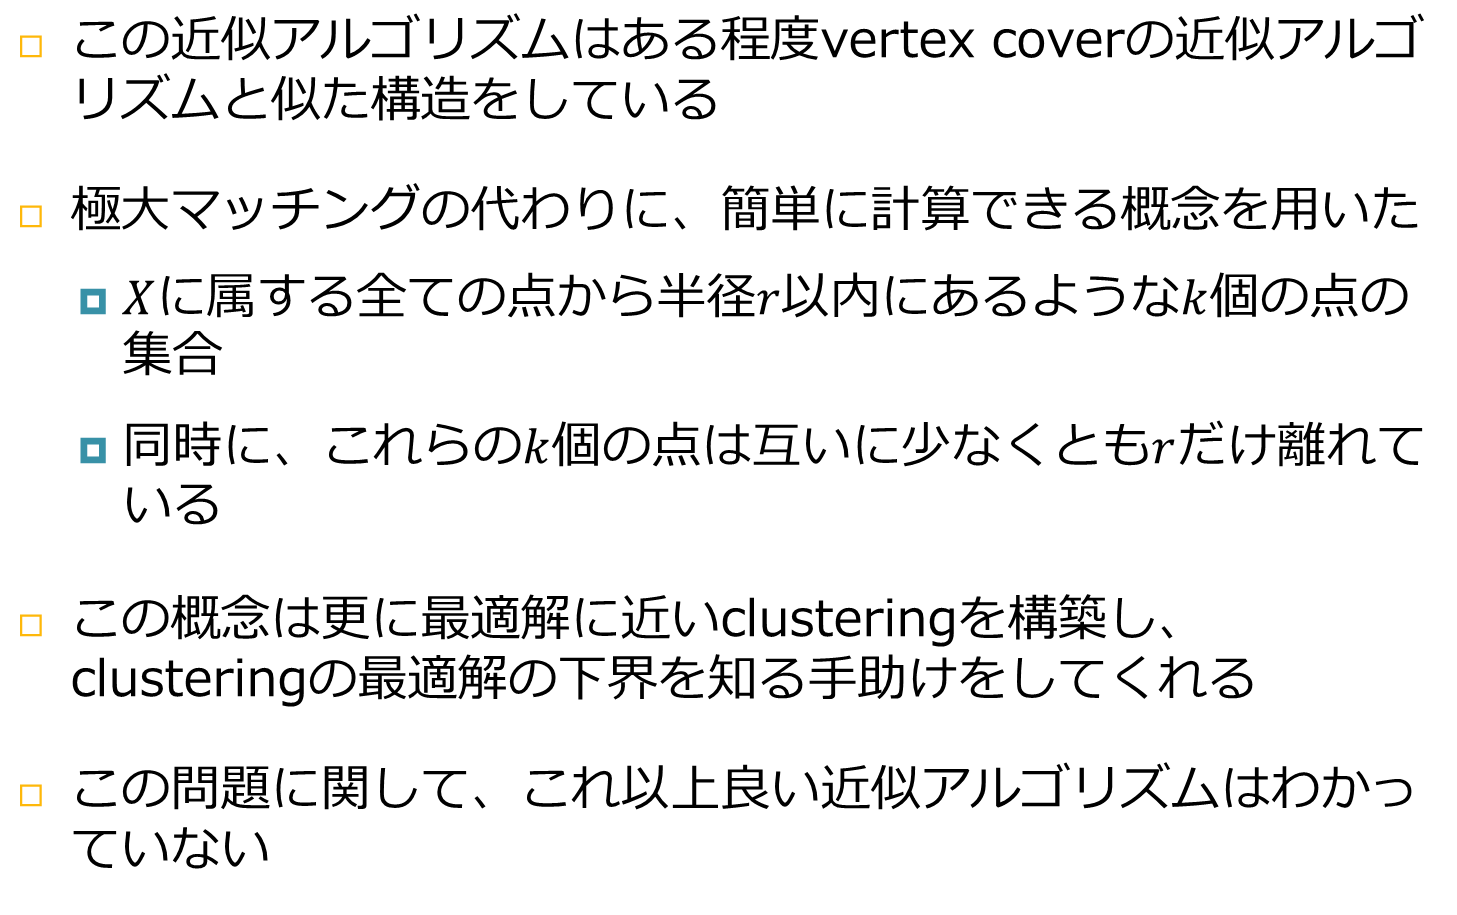 この近似アルゴリズムはある程度vertex coverの近似アルゴ
リズムと似た構造をしている
極大マッチングの代わりに、簡単に計算できる概念を用いた
Xに属する全ての点から半径r以内にあるようなk個の点の
集合
同時に、これらのk個の点は互いに少なくともrだけ離れて
いる
この概念は更に最適解に近いclusteringを構築し、
clusteringの最適解の下界を知る手助けをしてくれる
この問題に関して、これ以上良い近似アルゴリズムはわかっ
ていない